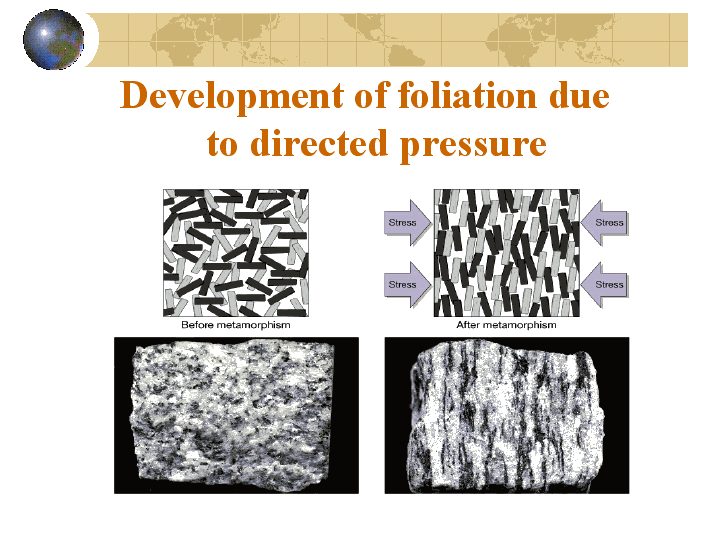 Development of foliation due
to directed pressure
Stress
Stress
Stress
Stress
Before metamorphism
After metamorphism